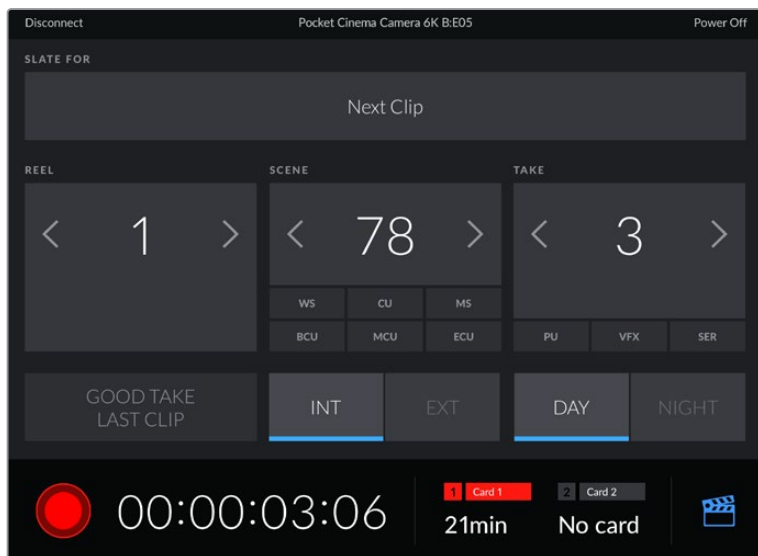 Disconnect Pocket Cinema Camera 6K B:E05 Power Off
SLATE FOR
Next Clip
REEL SCENE TAKE
1 78 3
WS CU MS
BCU MCU ECU PU VFX SER
GOOD TAKE
LAST CLIP
INT EXT DAY NIGHT
00:00:03:06
1 Card 1 2 Card 2
21min No card